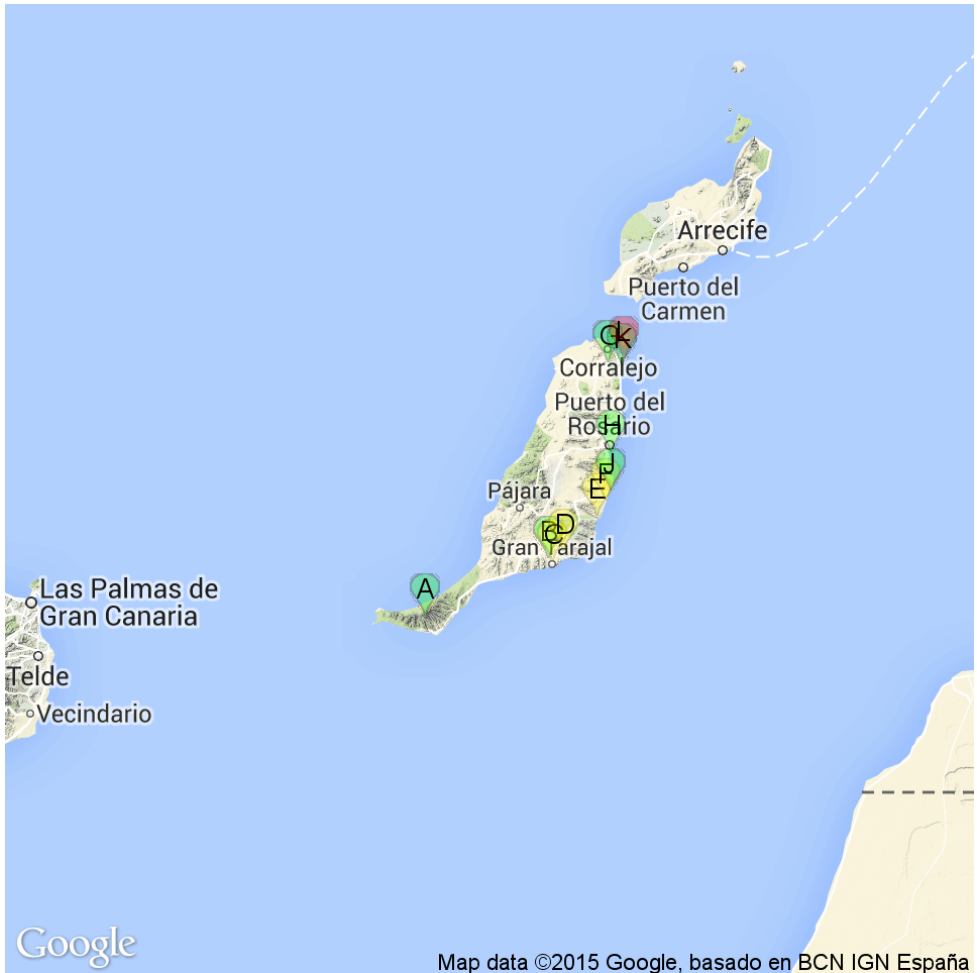 Arrecife
Puerto del
Carmen
G
L
K
Corralejo
Puerto del
Rosario
H
J
F
E
Pájara
D
B
C
Gran Tarajal
A
Las Palmas de
Gran Canaria
Telde
Vecindario
Google
Map data ©2015 Google, basado en BCN IGN España